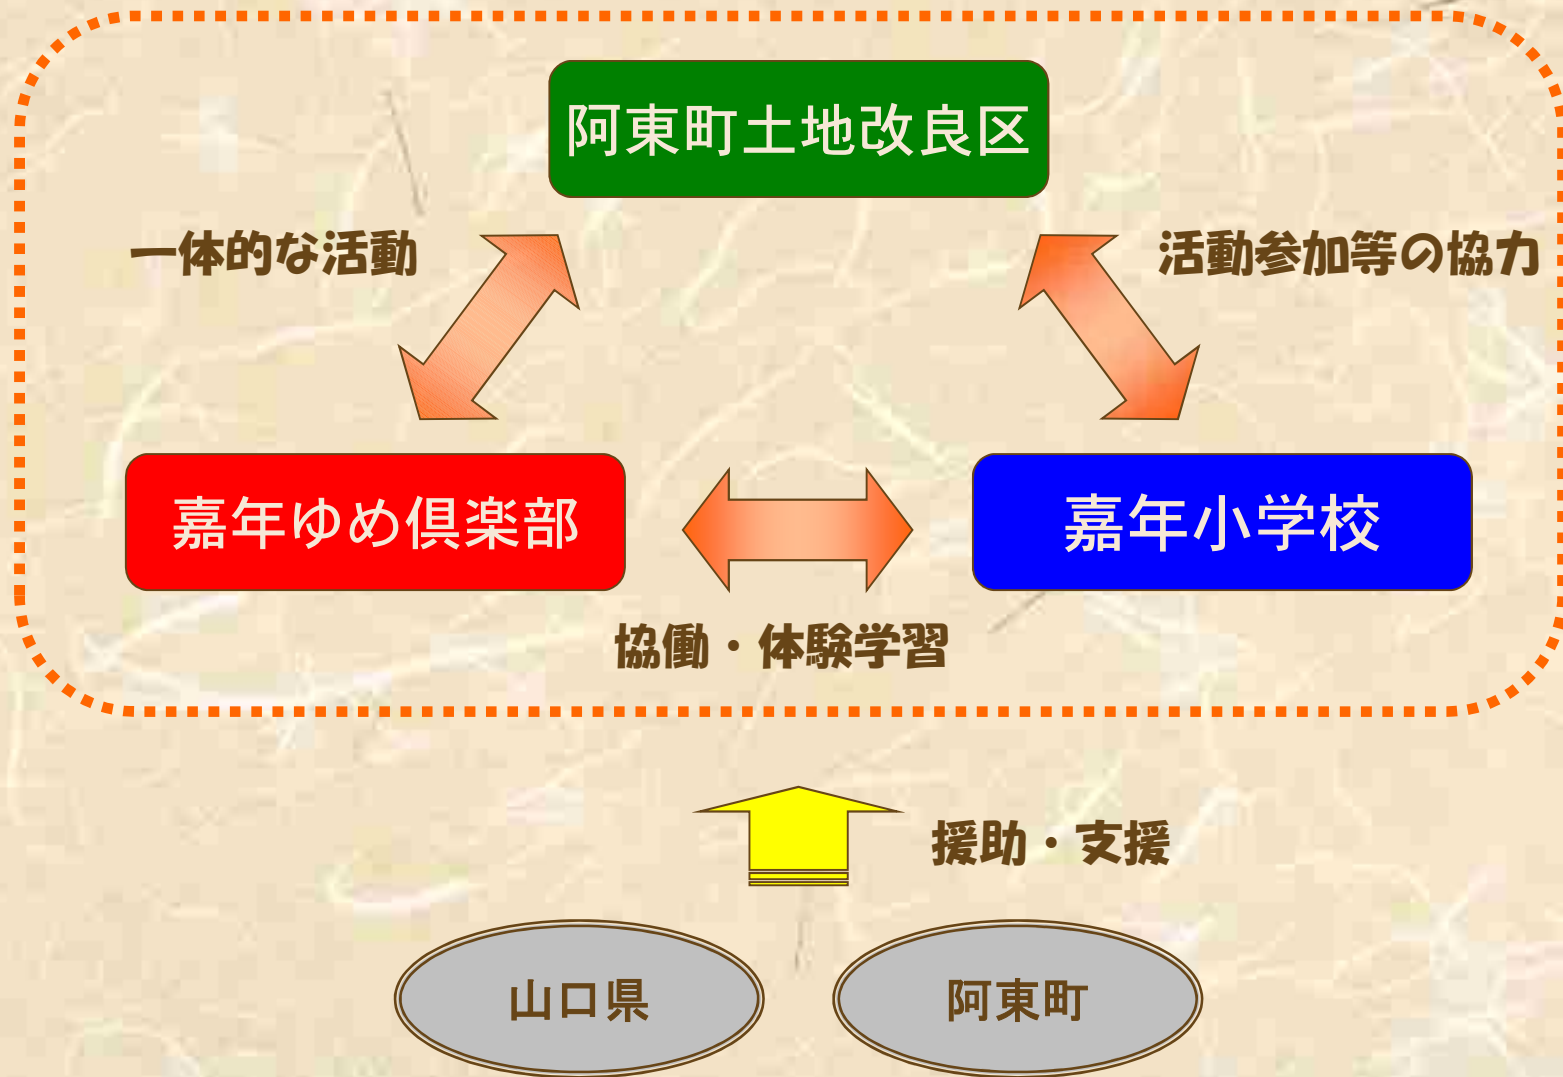 阿東町土地改良区
一体的な活動
活動参加等の協力
嘉年ゆめ倶楽部
嘉年小学校
協働・体験学習
援助・支援
山口県
阿東町